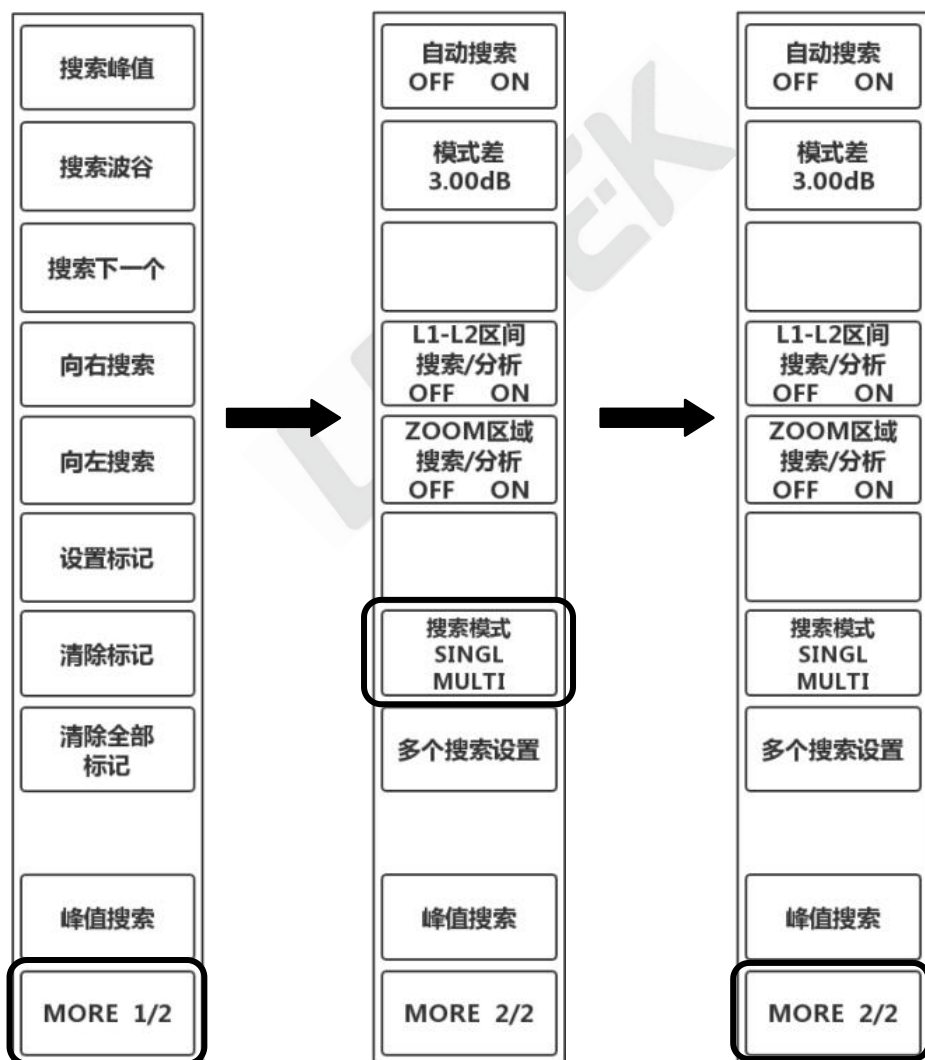 搜索峰值
搜索波谷
搜索下一个
向右搜索
向左搜索
设置标记
清除标记
清除全部
标记
峰值搜索
MORE 1/2
自动搜索
OFF ON
模式差
3.00dB
L1-L2区间
搜索/分析
OFF ON
ZOOM区域
搜索/分析
OFF ON
搜索模式
SINGL
MULTI
多个搜索设置
峰值搜索
MORE 2/2
自动搜索
OFF ON
模式差
3.00dB
L1-L2区间
搜索/分析
OFF ON
ZOOM区域
搜索/分析
OFF ON
搜索模式
SINGL
MULTI
多个搜索设置
峰值搜索
MORE 2/2